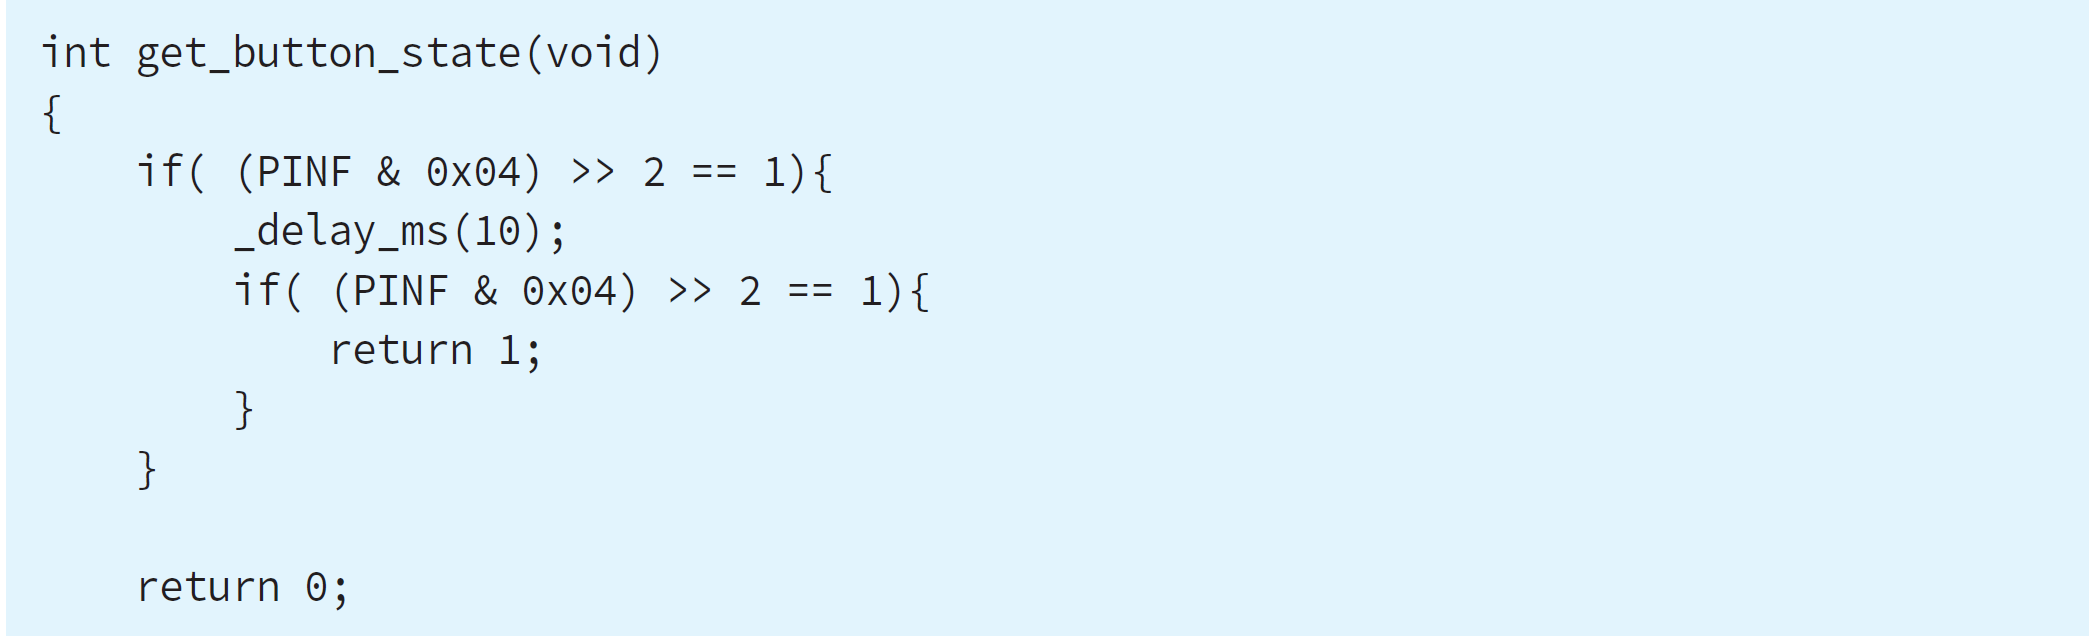 int get_button_state(void)
{
    if( (PINF & 0x04) >> 2 == 1){
        _delay_ms(10);
        if( (PINF & 0x04) >> 2 == 1){
            return 1;
        }
    }

    return 0;